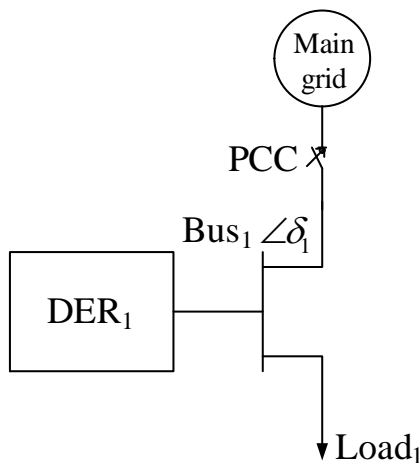 Main
grid
PCC
Bus₁ ∠δ₁
DER₁
Load₁